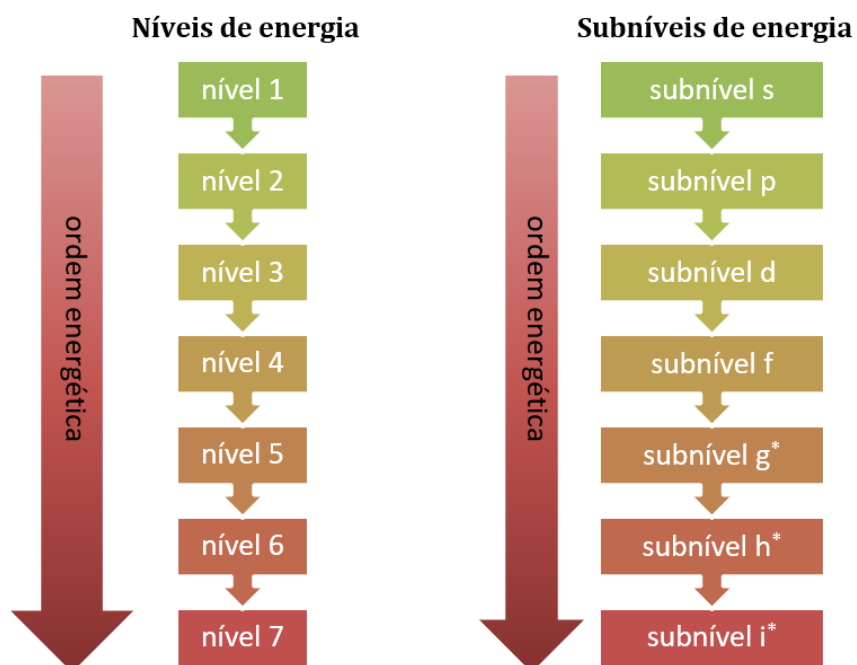 Níveis de energia
ordem energética
nível 1
nível 2
nível 3
nível 4
nível 5
nível 6
nível 7
Subníveis de energia
ordem energética
subnível s
subnível p
subnível d
subnível f
subnível g*
subnível h*
subnível i*